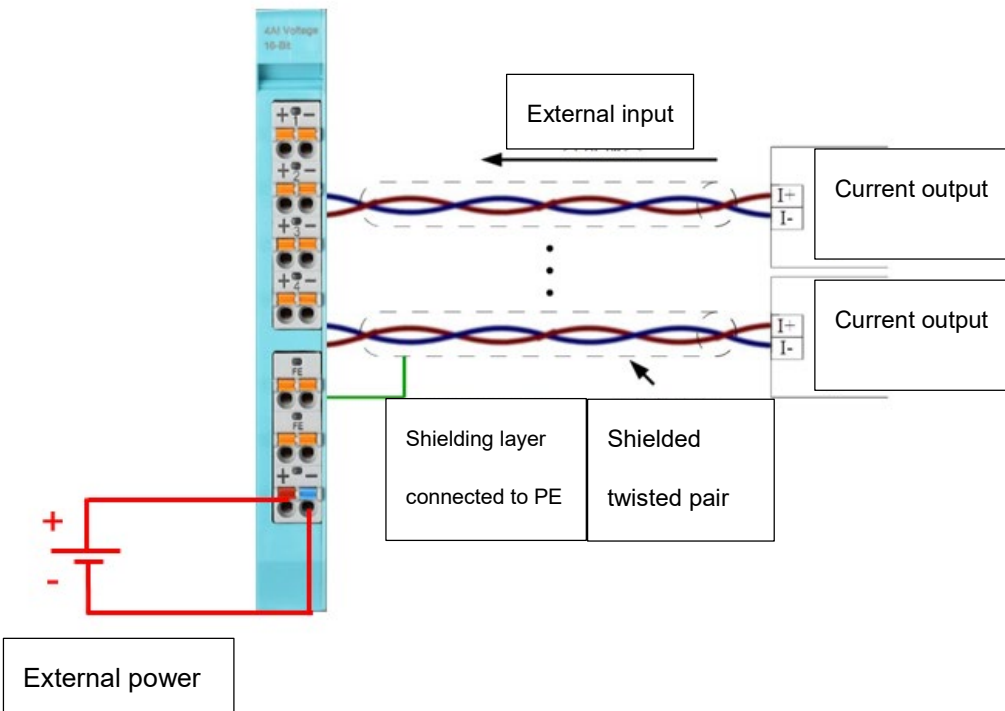 4AI Voltage
16-Bit
External input
+ -
1
+ -
2
+ -
3
+ -
4
I+
I-
Current output
I+
I-
Current output
FE
FE
+ -
Shielding layer
connected to PE
Shielded
twisted pair
+
-
External power